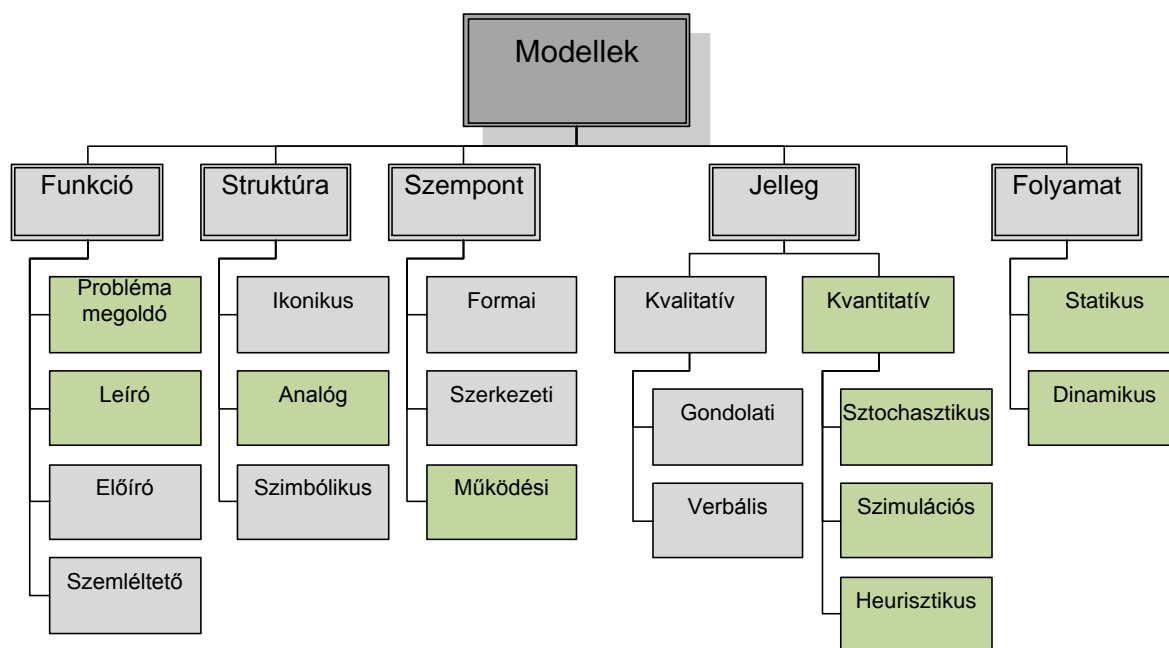 Modellek
Funkció
Struktúra
Szempont
Jelleg
Folyamat
Probléma
megoldó
Leíró
Előíró
Szemléltető
Ikonikus
Analóg
Szimbólikus
Formai
Szerkezeti
Működési
Kvalitatív
Gondolati
Verbális
Kvantitatív
Sztochasztikus
Szimulációs
Heurisztikus
Statikus
Dinamikus